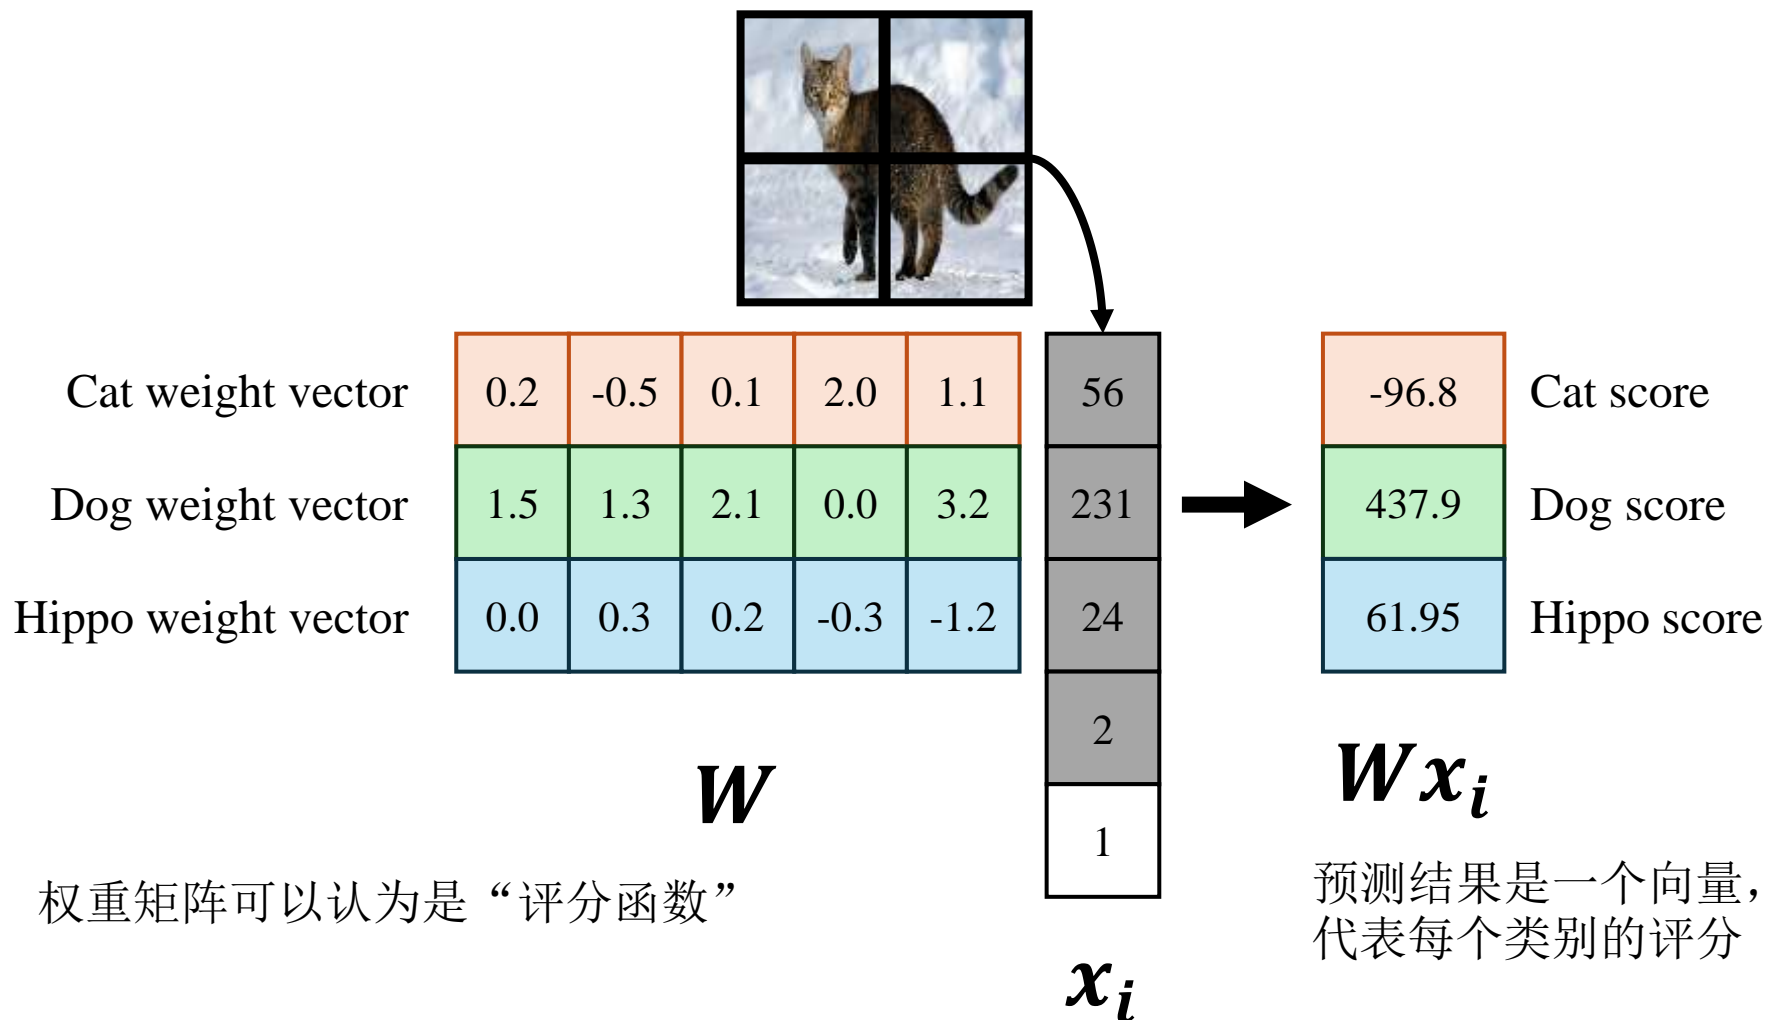 Cat weight vector 0.2 -0.5 0.1 2.0 1.1 56 -96.8 Cat score
Dog weight vector 1.5 1.3 2.1 0.0 3.2 231 437.9 Dog score
Hippo weight vector 0.0 0.3 0.2 -0.3 -1.2 24 61.95 Hippo score
2
W
Wx_i
1
权重矩阵可以认为是“评分函数”
预测结果是一个向量,
代表每个类别的评分
x_i